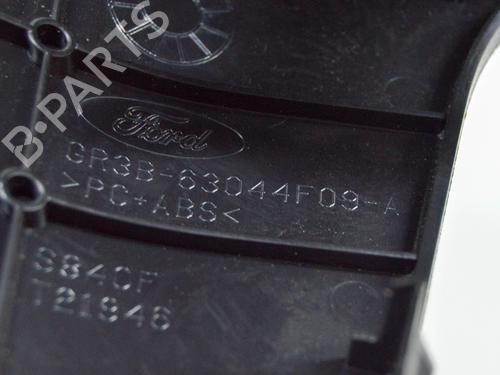 B-PARTS
Ford
GR3B-63044F09-A
>PC+ABS<
S840F
T21946